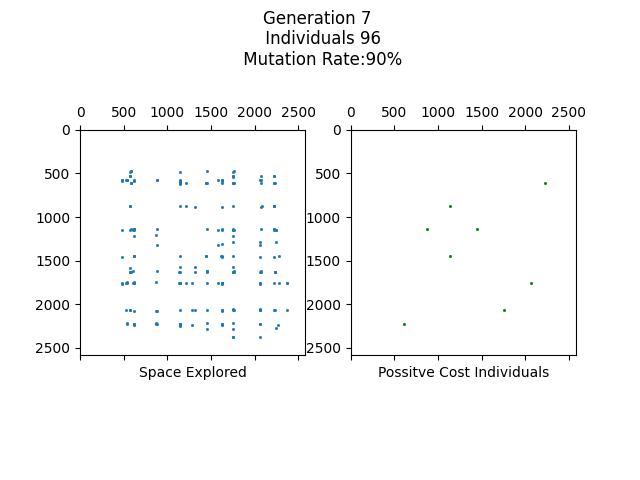 Generation 7
Individuals 96
Mutation Rate:90%
0 500 1000 1500 2000 2500
0 500 1000 1500 2000 2500
0
500
1000
1500
2000
2500
0
500
1000
1500
2000
2500
Space Explored
Possitve Cost Individuals